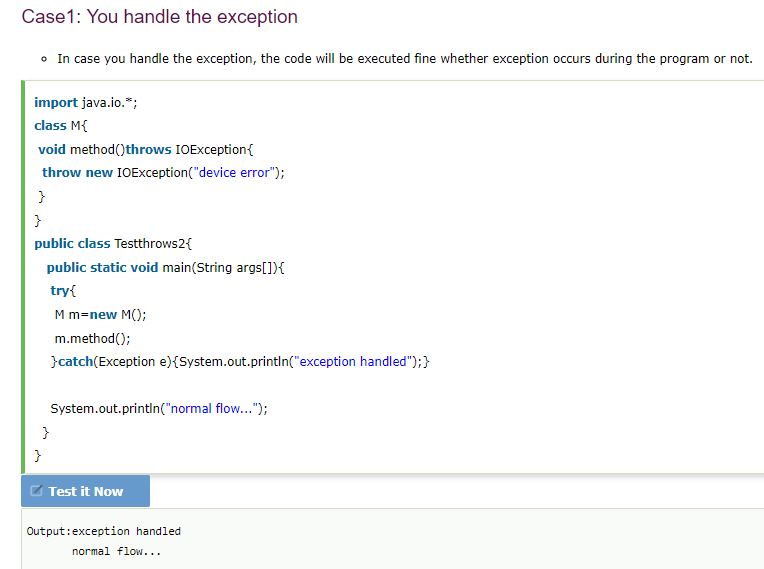 Case1: You handle the exception
In case you handle the exception, the code will be executed fine whether exception occurs during the program or not.
import java.io.*;
class M{
void method()throws IOException{
throw new IOException("device error");
}
}
public class Testthrows2{
public static void main(String args[]){
try{
M m=new M();
m.method();
}catch(Exception e){System.out.println("exception handled");}
System.out.println("normal flow...");
}
}
Test it Now
Output:exception handled
normal flow...